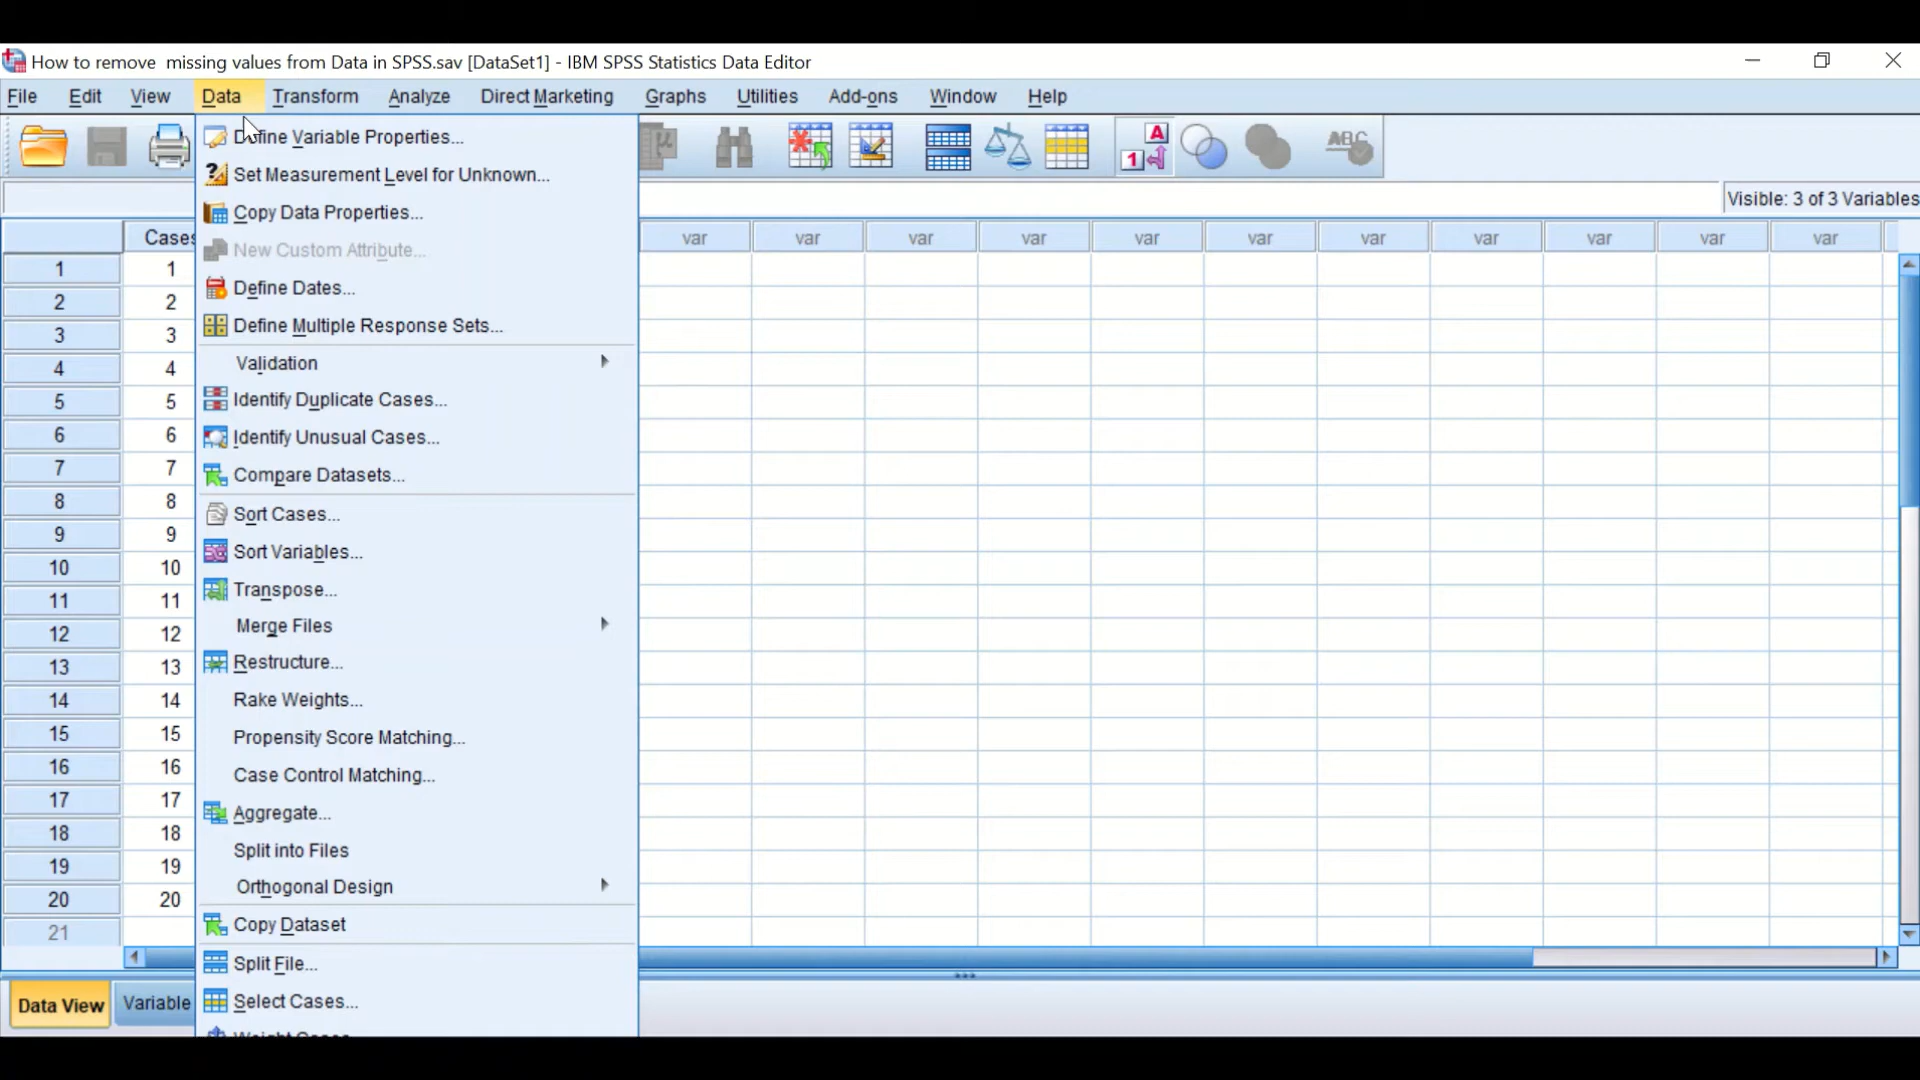 How to remove  missing values from Data in SPSS.sav [DataSet1] - IBM SPSS Statistics Data Editor
File Edit View Data Transform Analyze Direct Marketing Graphs Utilities Add-ons Window Help
A
1
ABC
Visible: 3 of 3 Variables
Define Variable Properties...
Set Measurement Level for Unknown...
Copy Data Properties...
New Custom Attribute...
Define Dates...
Define Multiple Response Sets...
Validation
Identify Duplicate Cases...
Identify Unusual Cases...
Compare Datasets...
Sort Cases...
Sort Variables...
Transpose...
Merge Files
Restructure...
Rake Weights...
Propensity Score Matching...
Case Control Matching...
Aggregate...
Split into Files
Orthogonal Design
Copy Dataset
Split File...
Select Cases...
Weight Cases...
Cases var var var var var var var var var var var
1 1
2 2
3 3
4 4
5 5
6 6
7 7
8 8
9 9
10 10
11 11
12 12
13 13
14 14
15 15
16 16
17 17
18 18
19 19
20 20
21
Data View Variable